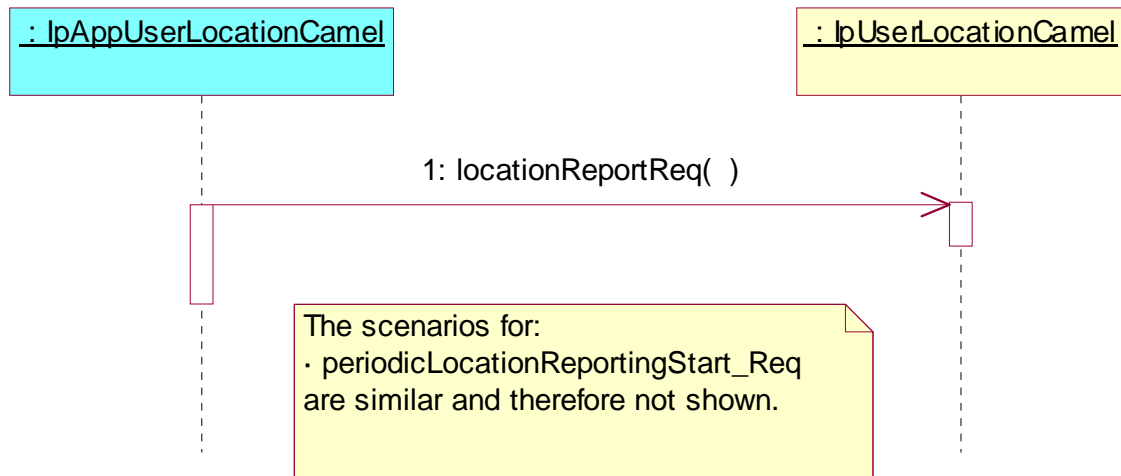 : IpAppUserLocationCamel
: IpUserLocationCamel
1: locationReportReq( )
The scenarios for:
· periodicLocationReportingStart_Req
are similar and therefore not shown.